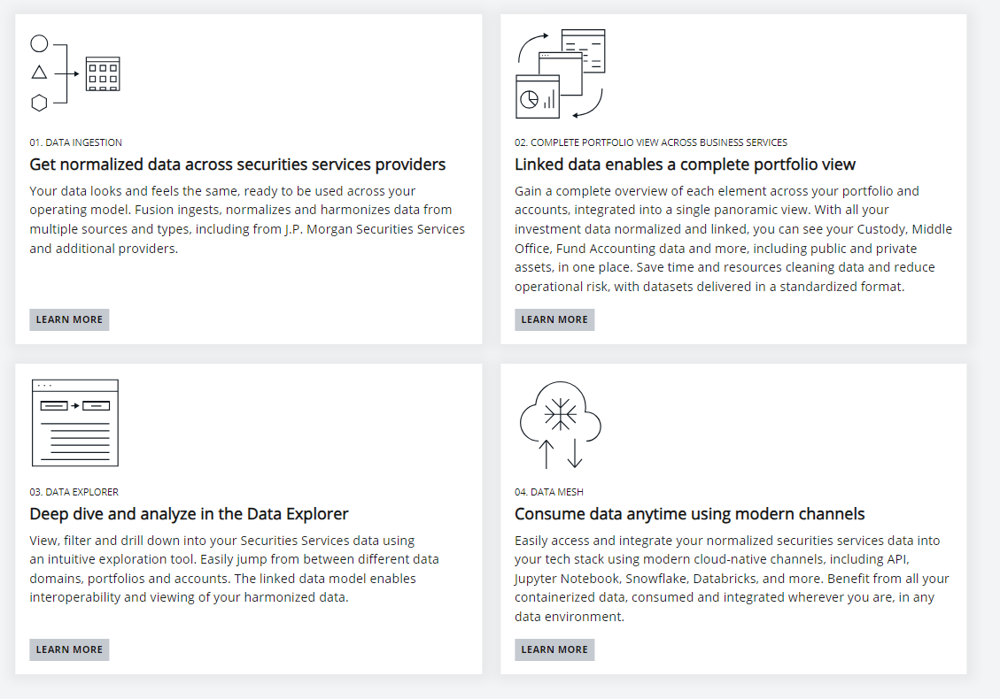 01. DATA INGESTION
Get normalized data across securities services providers
Your data looks and feels the same, ready to be used across your
operating model. Fusion ingests, normalizes and harmonizes data from
multiple sources and types, including from J.P. Morgan Securities Services
and additional providers.
LEARN MORE
02. COMPLETE PORTFOLIO VIEW ACROSS BUSINESS SERVICES
Linked data enables a complete portfolio view
Gain a complete overview of each element across your portfolio and
accounts, integrated into a single panoramic view. With all your
investment data normalized and linked, you can see your Custody, Middle
Office, Fund Accounting data and more, including public and private
assets, in one place. Save time and resources cleaning data and reduce
operational risk, with datasets delivered in a standardized format.
LEARN MORE
03. DATA EXPLORER
Deep dive and analyze in the Data Explorer
View, filter and drill down into your Securities Services data using
an intuitive exploration tool. Easily jump from between different data
domains, portfolios and accounts. The linked data model enables
interoperability and viewing of your harmonized data.
LEARN MORE
04. DATA MESH
Consume data anytime using modern channels
Easily access and integrate your normalized securities services data into
your tech stack using modern cloud-native channels, including API,
Jupyter Notebook, Snowflake, Databricks, and more. Benefit from all your
containerized data, consumed and integrated wherever you are, in any
data environment.
LEARN MORE